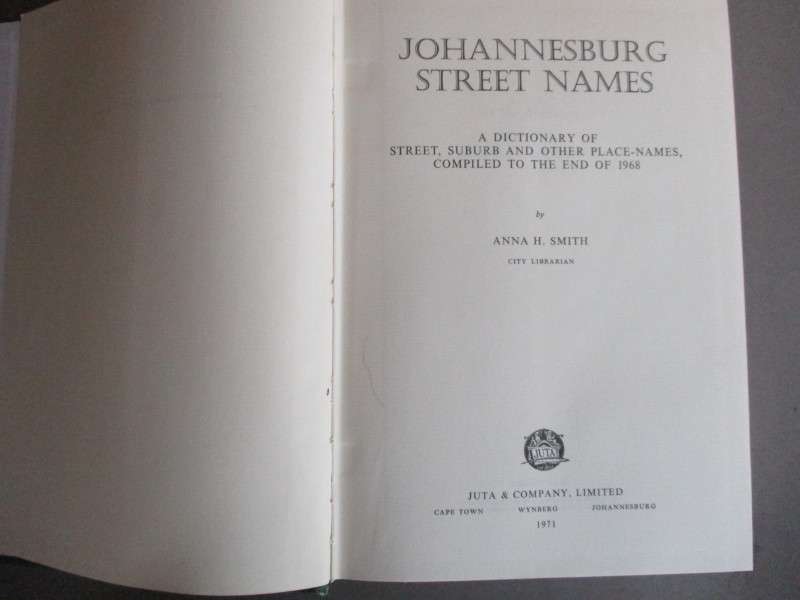 JOHANNESBURG
STREET NAMES
A DICTIONARY OF
STREET, SUBURB AND OTHER PLACE-NAMES,
COMPILED TO THE END OF 1968
by
ANNA H. SMITH
CITY LIBRARIAN
JUTA
JUTA & COMPANY, LIMITED
CAPE TOWN WYNBERG JOHANNESBURG
1971